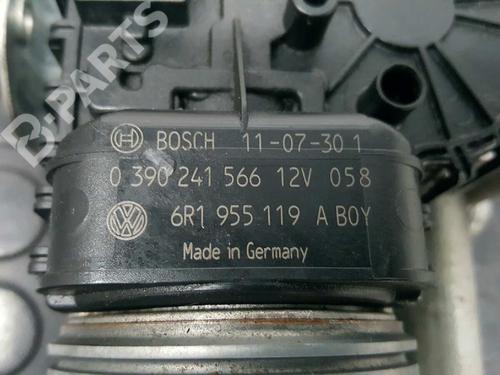 B-PARTS
BOSCH 11-07-30 1
0 390 241 566 12V 058
6R1 955 119 A BOY
Made in Germany